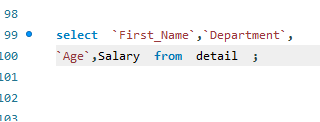 98
99 select `First_Name`,`Department`,
100 `Age`,Salary from detail ;
101
102
103